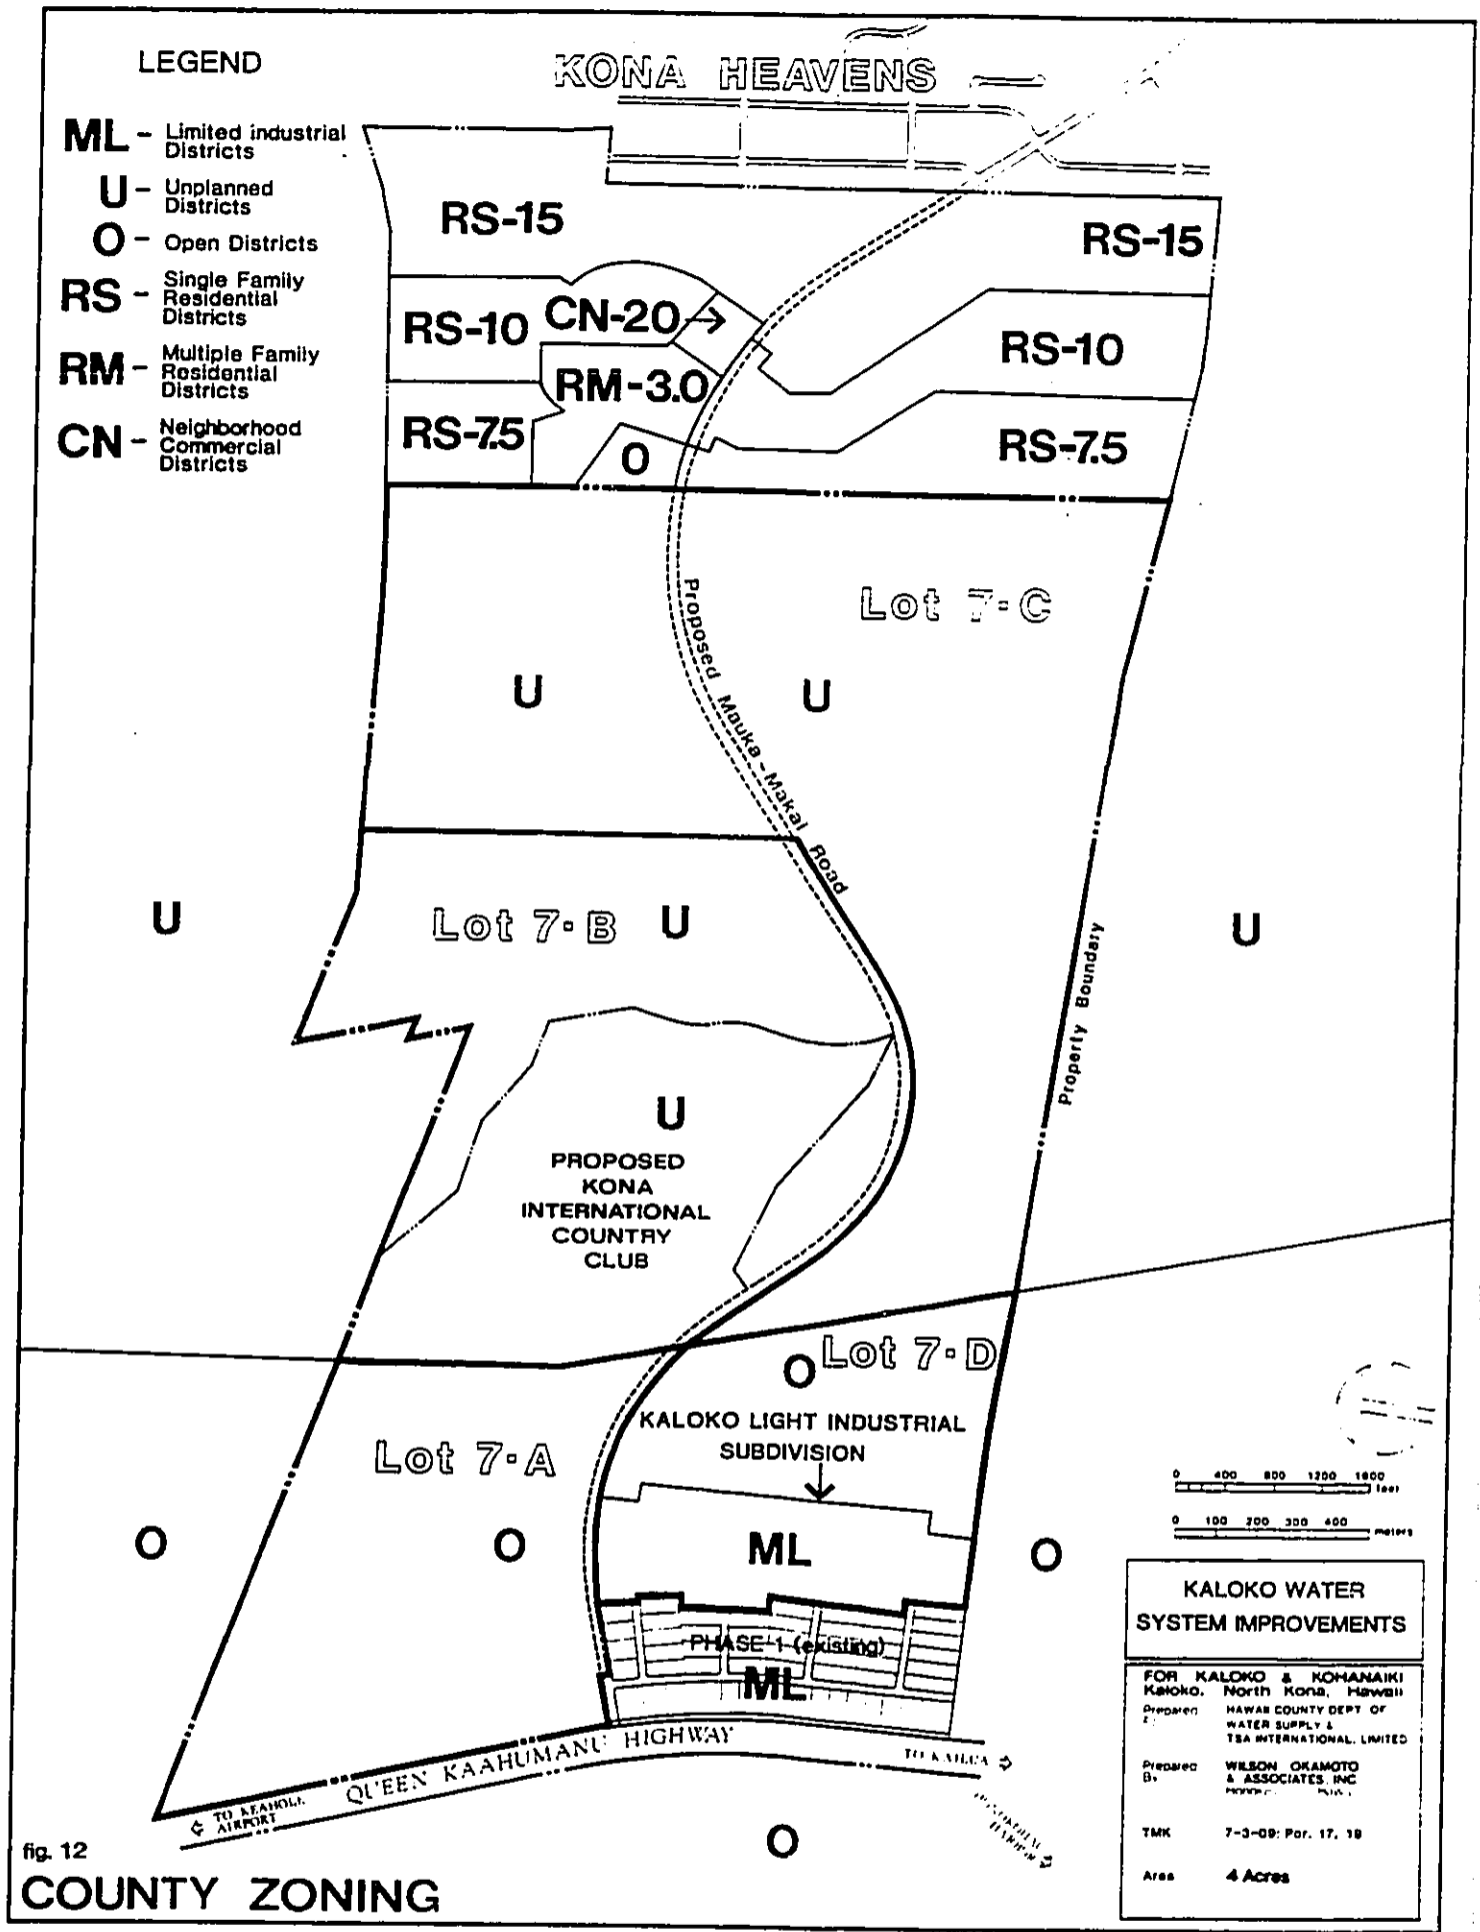 LEGEND
ML - Limited industrial
Districts
U - Unplanned
Districts
O - Open Districts
RS - Single Family
Residential
Districts
RM - Multiple Family
Residential
Districts
CN - Neighborhood
Commercial
Districts
KONA HEAVENS
RS-15
RS-15
RS-10
CN-20
RS-10
RM-3.0
RS-7.5
O
RS-7.5
Lot 7-C
Proposed Mauka-Makai Road
U
U
U
Lot 7-B
U
U
Property Boundary
U
PROPOSED
KONA
INTERNATIONAL
COUNTRY
CLUB
O
Lot 7-D
KALOKO LIGHT INDUSTRIAL
SUBDIVISION
Lot 7-A
O
O
ML
O
PHASE-1 (existing)
ML
QUEEN KAAHUMANU HIGHWAY
TO KAILUA
TO KEAHOLE
AIRPORT
O
0 400 800 1200 1600
feet
0 100 200 300 400
meters
KALOKO WATER
SYSTEM IMPROVEMENTS
FOR KALOKO & KOHANAIKI
Kaloko, North Kona, Hawaii
Prepared HAWAII COUNTY DEPT OF
WATER SUPPLY &
TSA INTERNATIONAL, LIMITED
Prepared WILSON OKAMOTO
By & ASSOCIATES, INC
TMK 7-3-09: Por. 17, 19
Area 4 Acres
fig. 12
COUNTY ZONING